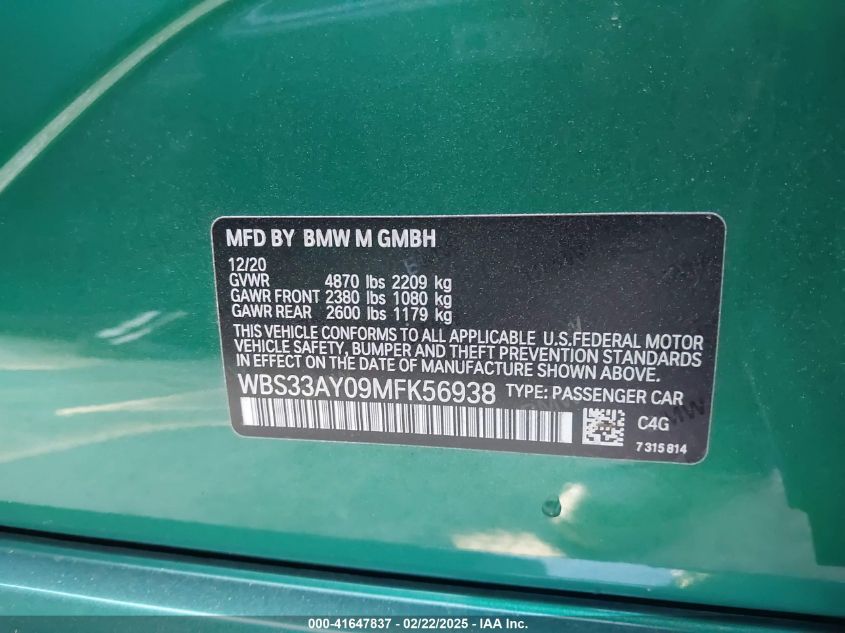 MFD BY BMW M GMBH
12/20
GVWR 4870 lbs 2209 kg
GAWR FRONT 2380 lbs 1080 kg
GAWR REAR 2600 lbs 1179 kg
THIS VEHICLE CONFORMS TO ALL APPLICABLE U.S.FEDERAL MOTOR
VEHICLE SAFETY, BUMPER AND THEFT PREVENTION STANDARDS
IN EFFECT ON THE DATE OF MANUFACTURE SHOWN ABOVE.
WBS33AY09MFK56938 TYPE: PASSENGER CAR
C4G
7 315 814
000-41647837 - 02/22/2025 - IAA Inc.